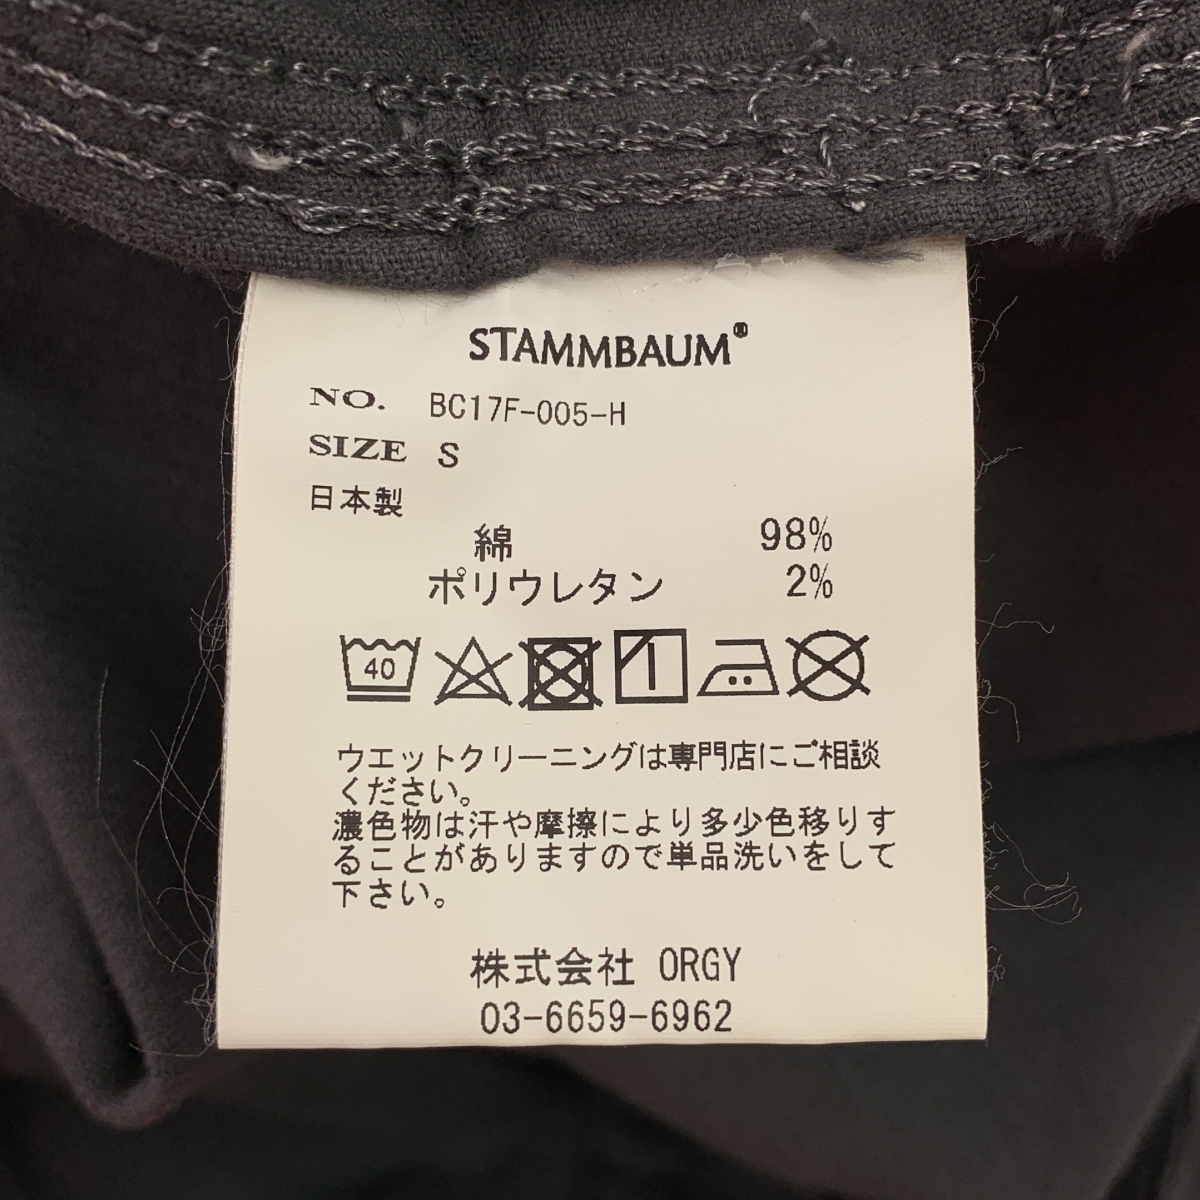 STAMMBAUM®
NO. BC17F-005-H
SIZE S
日本製
綿 98%
ポリウレタン 2%
40
ウエットクリーニングは専門店にご相談
ください。
濃色物は汗や摩擦により多少色移りす
ることがありますので単品洗いをして
下さい。
株式会社 ORGY
03-6659-6962